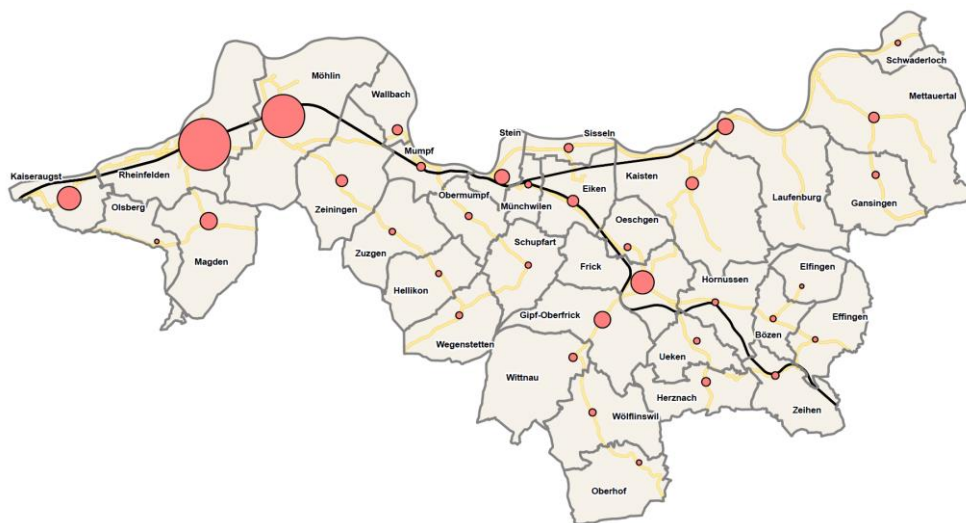 Schwaderloch
Möhlin
Mettauertal
Wallbach
Stein
Sisseln
Mumpf
Kaiseraugst
Rheinfelden
Kaisten
Obermumpf
Eiken
Laufenburg
Gansingen
Olsberg
Münchwilen
Zeiningen
Oeschgen
Schupfart
Zuzgen
Magden
Frick
Elfingen
Hornussen
Hellikon
Gipf-Oberfrick
Effingen
Bözen
Wegenstetten
Ueken
Wittnau
Herznach
Zeihen
Wölflinswil
Oberhof